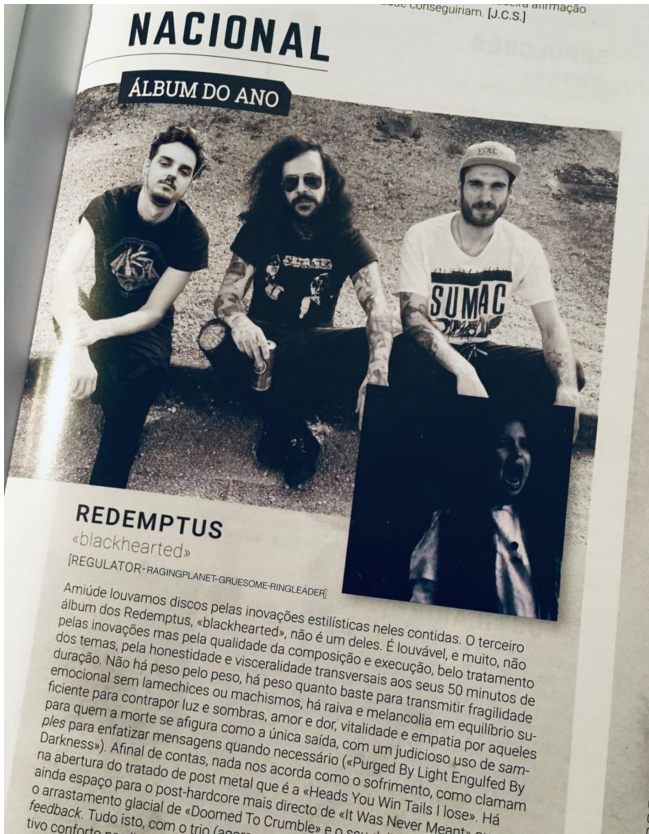 conseguiriam. [J.C.S.]
afirmação
NACIONAL
ÁLBUM DO ANO
SUMAC
REDEMPTUS
«blackhearted»
[REGULATOR-RAGINGPLANET-GRUESOME-RINGLEADER]
Amiúde louvamos discos pelas inovações estilísticas neles contidas. O terceiro
álbum dos Redemptus, «blackhearted», não é um deles. É louvável, e muito, não
pelas inovações mas pela qualidade da composição e execução, belo tratamento
dos temas, pela honestidade e visceralidade transversais aos seus 50 minutos de
duração. Não há peso pelo peso, há peso quanto baste para transmitir fragilidade
emocional sem lamechices ou machismos, há raiva e melancolia em equilíbrio su-
ficiente para contrapor luz e sombras, amor e dor, vitalidade e empatia por aqueles
para quem a morte se afigura como a única saída, com um judicioso uso de sam-
ples para enfatizar mensagens quando necessário («Purged By Light Engulfed By
Darkness»). Afinal de contas, nada nos acorda como o sofrimento, como clamam
na abertura do tratado de post metal que é a «Heads You Win Tails I lose». Há
ainda espaço para o post-hardcore mais directo de «It Was Never Meant»
o arrastamento glacial de «Doomed To Crumble» e o seu
feedback. Tudo isto, com o trio
tivo conforto